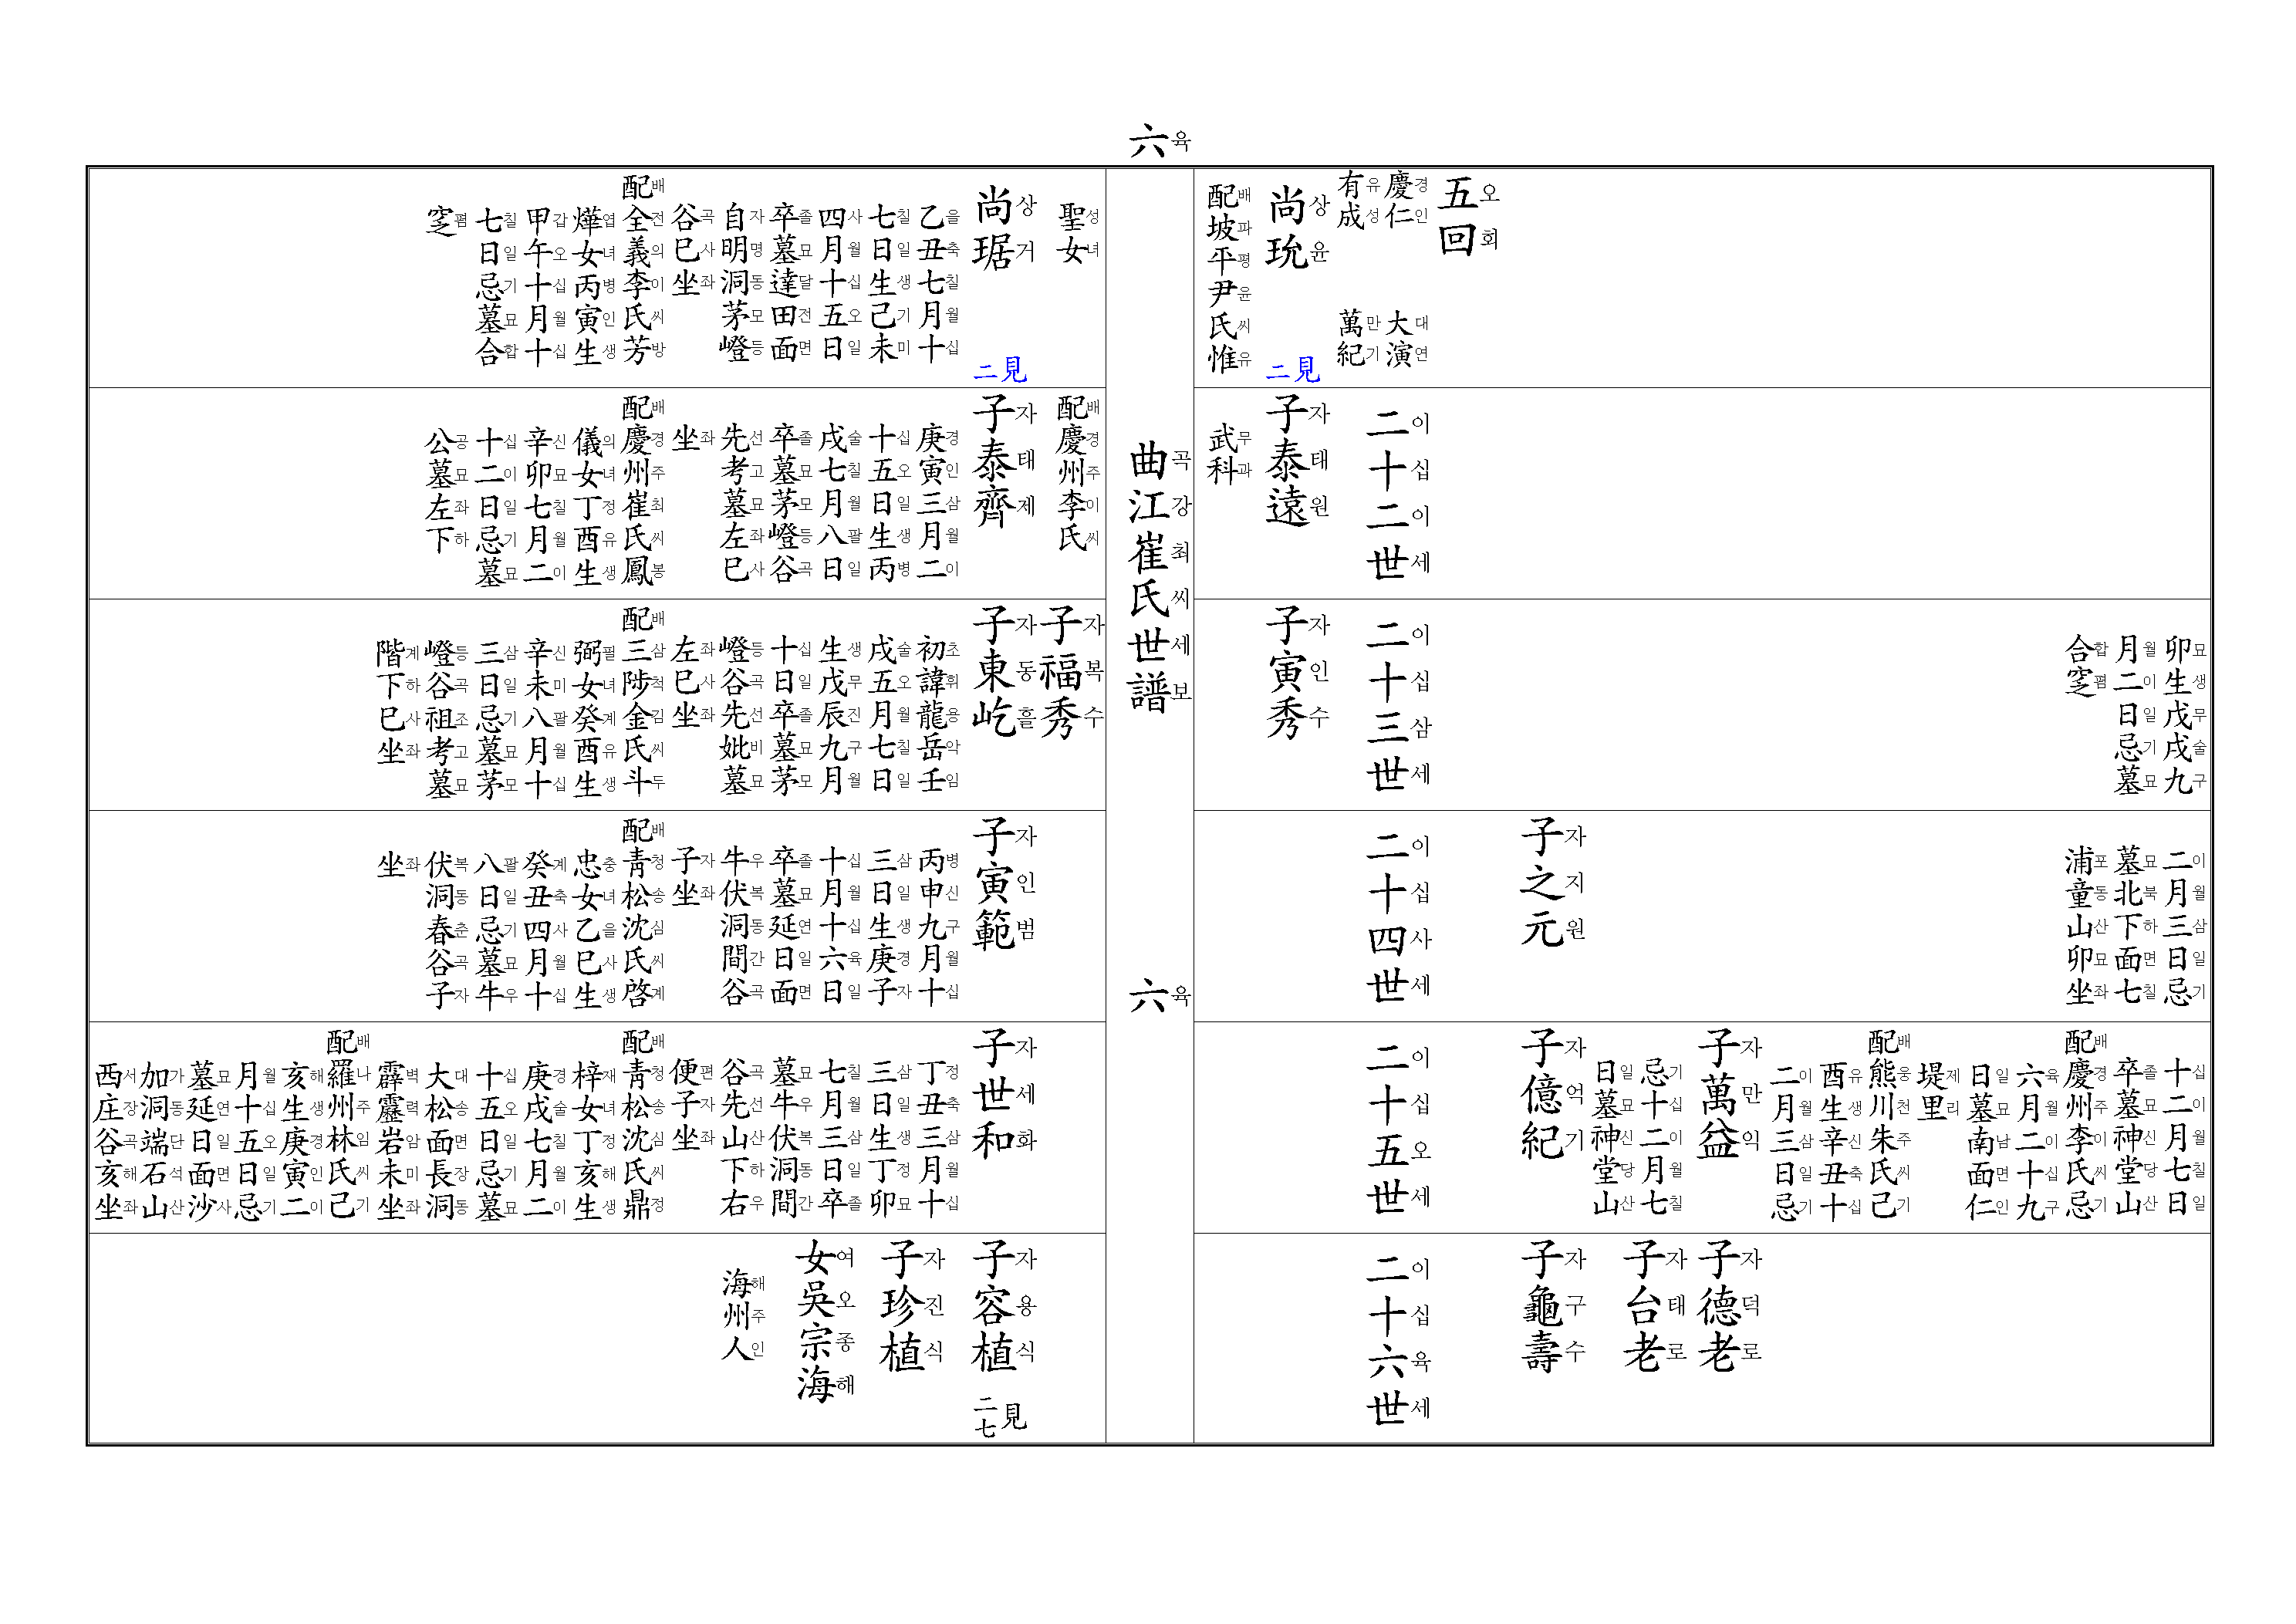 六육
五오回회
慶경仁인 大대演연
有유成성 萬만紀기
尚상玧윤
二見
配배坡파平평尹윤氏씨惟유
二이十십二이世세
子자泰태遠원
武무科과
卯묘生생戊무戌술九구
月월二이日일忌기墓묘
合합窆폄
二이十십三삼世세
子자寅인秀수
二이月월三삼日일忌기
墓묘北북下하面면七칠
浦포童동山산卯묘坐좌
子자之지元원
二이十십四사世세
十십二이月월七칠日일
卒졸墓묘神신堂당山산
配배慶경州주李이氏씨忌기
六육月월二이十십九구
日일墓묘南남面면仁인
堤제里리
配배熊웅川천朱주氏씨己기
酉유生생辛신丑축十십
二이月월三삼日일忌기
子자萬만益익
忌기十십二이月월七칠
日일墓묘神신堂당山산
子자億억紀기
二이十십五오世세
子자德덕老로
子자台태老로
子자龜구壽수
二이十십六육世세
曲곡江강崔최氏씨世세譜보
六육
聖성女녀
尚상琚거
二見
乙을丑축七칠月월十십
七칠日일生생己기未미
四사月월十십五오日일
卒졸墓묘達달田전面면
自자明명洞동茅모嶝등
谷곡巳사坐좌
配배全전義의李이氏씨芳방
燁엽女녀丙병寅인生생
甲갑午오十십月월十십
七칠日일忌기墓묘合합
窆폄
配배慶경州주李이氏씨
子자泰태齊제
庚경寅인三삼月월二이
十십五오日일生생丙병
戌술七칠月월八팔日일
卒졸墓묘茅모嶝등谷곡
先선考고墓묘左좌巳사
坐좌
配배慶경州주崔최氏씨鳳봉
儀의女녀丁정酉유生생
辛신卯묘七칠月월二이
十십二이日일忌기墓묘
公공墓묘左좌下하
子자福복秀수
子자東동屹흘
初초諱휘龍용岳악壬임
戌술五오月월七칠日일
生생戊무辰진九구月월
十십日일卒졸墓묘茅모
嶝등谷곡先선妣비墓묘
左좌巳사坐좌
配배三삼陟척金김氏씨斗두
弼필女녀癸계酉유生생
辛신未미八팔月월十십
三삼日일忌기墓묘茅모
嶝등谷곡祖조考고墓묘
階계下하巳사坐좌
子자寅인範범
丙병申신九구月월十십
三삼日일生생庚경子자
十십月월十십六육日일
卒졸墓묘延연日일面면
牛우伏복洞동間간谷곡
子자坐좌
配배青청松송沈심氏씨啓계
忠충女녀乙을巳사生생
癸계丑축四사月월十십
八팔日일忌기墓묘牛우
伏복洞동春춘谷곡子자
坐좌
子자世세和화
丁정丑축三삼月월十십
三삼日일生생丁정卯묘
七칠月월三삼日일卒졸
墓묘牛우伏복洞동間간
谷곡先선山산下하右우
便편子자坐좌
配배青청松송沈심氏씨鼎정
梓재女녀丁정亥해生생
庚경戌술七칠月월二이
十십五오日일忌기墓묘
大대松송面면長장洞동
霹벽靂력岩암未미坐좌
配배羅나州주林임氏씨己기
亥해生생庚경寅인二이
月월十십五오日일忌기
墓묘延연日일面면沙사
加가洞동端단石석山산
西서庄장谷곡亥해坐좌
子자容용植식
見二七
子자珍진植식
女여吳오宗종海해
海해州주人인